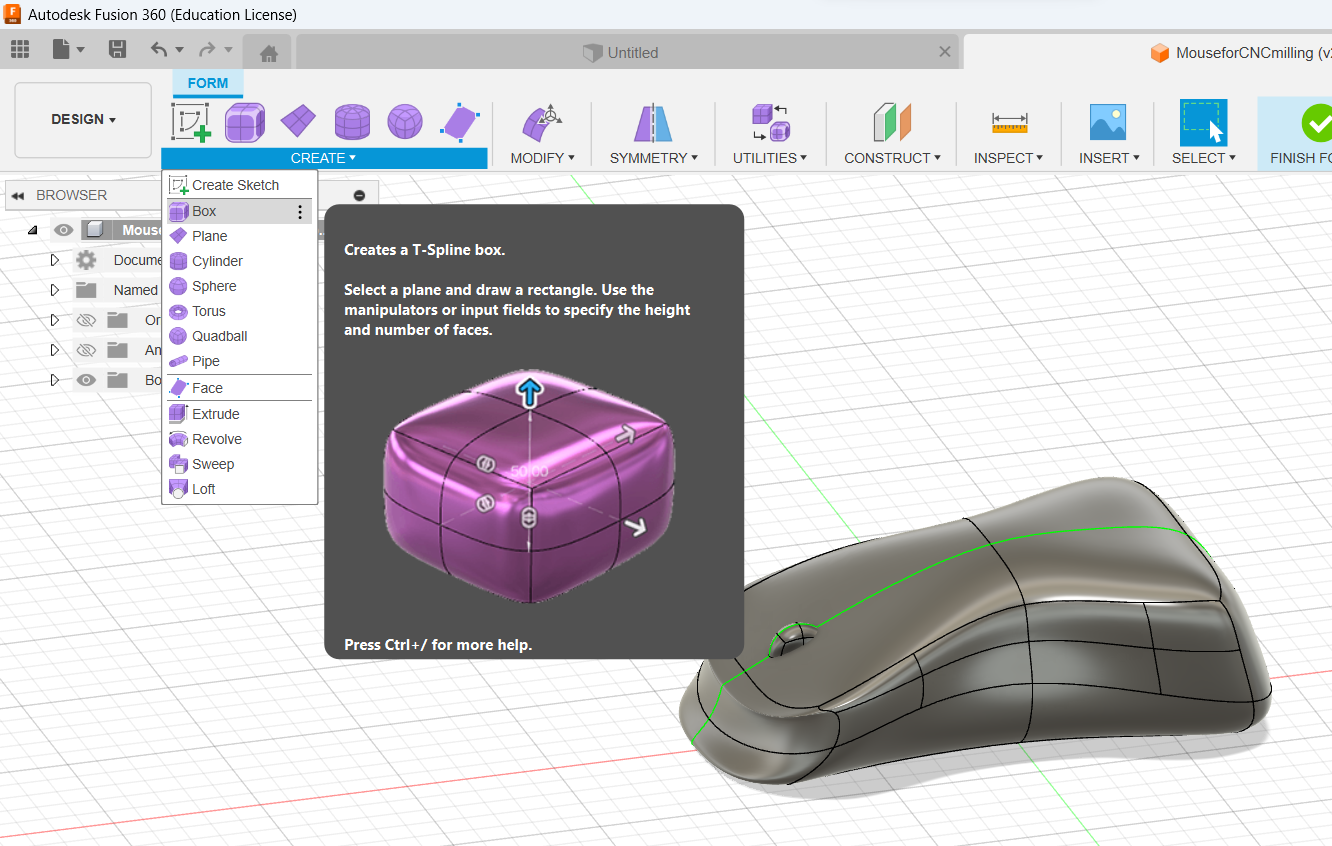 Autodesk Fusion 360 (Education License)
Untitled
MouseforCNCmilling (v2
FORM
DESIGN
CREATE
MODIFY
SYMMETRY
UTILITIES
CONSTRUCT
INSPECT
INSERT
SELECT
FINISH FO
BROWSER
Mouse
Docume
Named
Or
An
Bo
Create Sketch
Box
Plane
Cylinder
Sphere
Torus
Quadball
Pipe
Face
Extrude
Revolve
Sweep
Loft
Creates a T-Spline box.
Select a plane and draw a rectangle. Use the
manipulators or input fields to specify the height
and number of faces.
50.00
Press Ctrl+/ for more help.